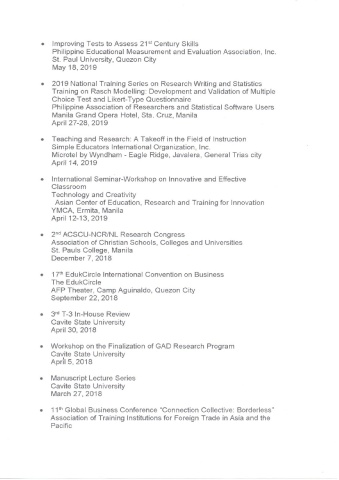 • Improving Tests to Assess 21st Century Skills
Philippine Educational Measurement and Evaluation Association, Inc.
St. Paul University, Quezon City
May 18, 2019
• 2019 National Training Series on Research Writing and Statistics
Training on Rasch Modelling: Development and Validation of Multiple
Choice Test and Likert-Type Questionnaire
Philippine Association of Researchers and Statistical Software Users
Manila Grand Opera Hotel, Sta. Cruz, Manila
April 27-28, 2019
• Teaching and Research: A Takeoff in the Field of Instruction
Simple Educators International Organization, Inc.
Microtel by Wyndham - Eagle Ridge, Javalera, General Trias city
April 14, 2019
• International Seminar-Workshop on Innovative and Effective
Classroom
Technology and Creativity
Asian Center of Education, Research and Training for Innovation
YMCA, Ermita, Manila
April 12-13, 2019
• 2nd ACSCU-NCR/NL Research Congress
Association of Christian Schools, Colleges and Universities
St. Pauls College, Manila
December 7, 2018
• 17th EdukCircle International Convention on Business
The EdukCircle
AFP Theater, Camp Aguinaldo, Quezon City
September 22, 2018
• 3rd T-3 In-House Review
Cavite State University
April 30, 2018
• Workshop on the Finalization of GAD Research Program
Cavite State University
April 5, 2018
• Manuscript Lecture Series
Cavite State University
March 27, 2018
• 11th Global Business Conference "Connection Collective: Borderless"
Association of Training Institutions for Foreign Trade in Asia and the
Pacific